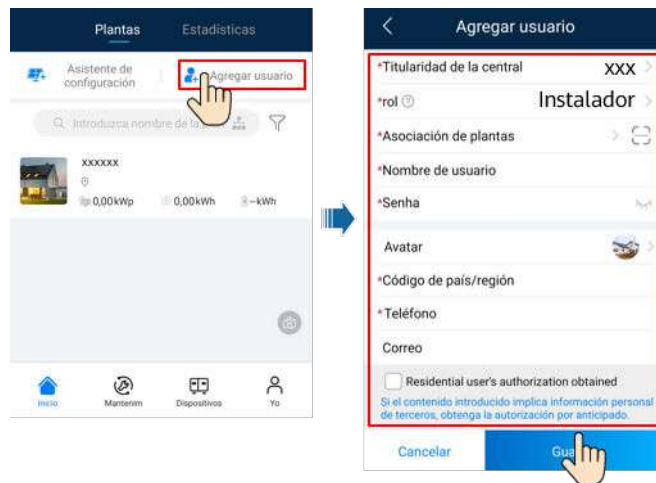 Plantas
Estadísticas
Asistente de
configuración
Agregar usuario
Introduzca nombre de la
xxxxxx
0,00kWp
0,00kWh
--kWh
Inicio
Mantenim
Dispositivos
Yo
Agregar usuario
*Titularidad de la central
xxx
*rol
Instalador
*Asociación de plantas
*Nombre de usuario
*Senha
Avatar
*Código de país/región
*Teléfono
Correo
Residential user's authorization obtained
Si el contenido introducido implica información personal
de terceros, obtenga la autorización por anticipado.
Cancelar